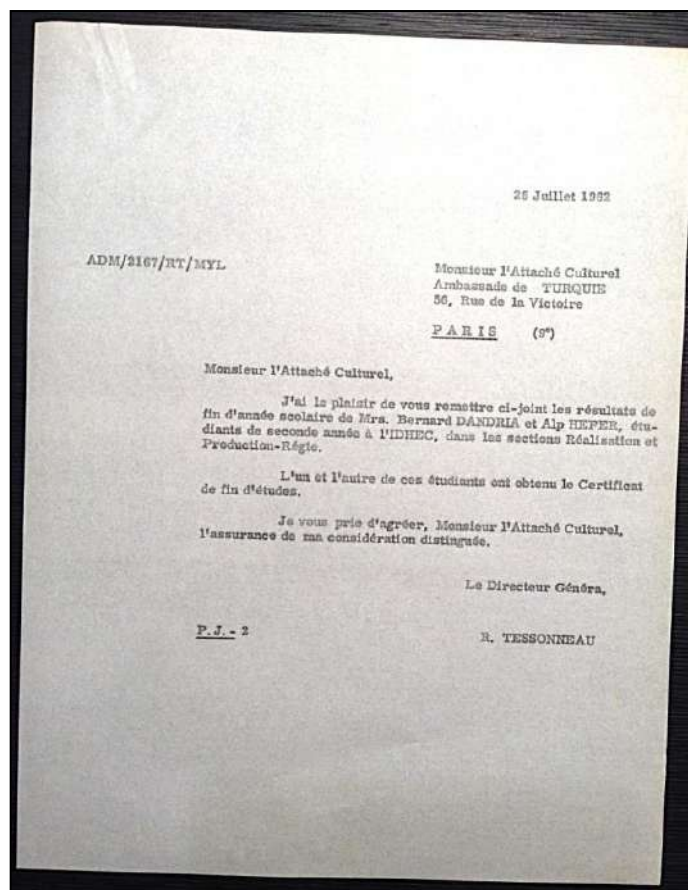 25 Juillet 1962
ADM/2167/RT/MYL
Monsieur l'Attaché Culturel
Ambassade de TURQUIE
56, Rue de la Victoire
PARIS (9°)
Monsieur l'Attaché Culturel,
J'ai le plaisir de vous remettre ci-joint les résultats de
fin d'année scolaire de Mrs. Bernard DANDRIA et Alp HEPER, étu-
diants de seconde année à l'IDHEC, dans les sections Réalisation et
Production-Régie.
L'un et l'autre de ces étudiants ont obtenu le Certificat
de fin d'études.
Je vous prie d'agréer, Monsieur l'Attaché Culturel,
l'assurance de ma considération distinguée.
Le Directeur Généra,
P.J.- 2
R. TESSONNEAU